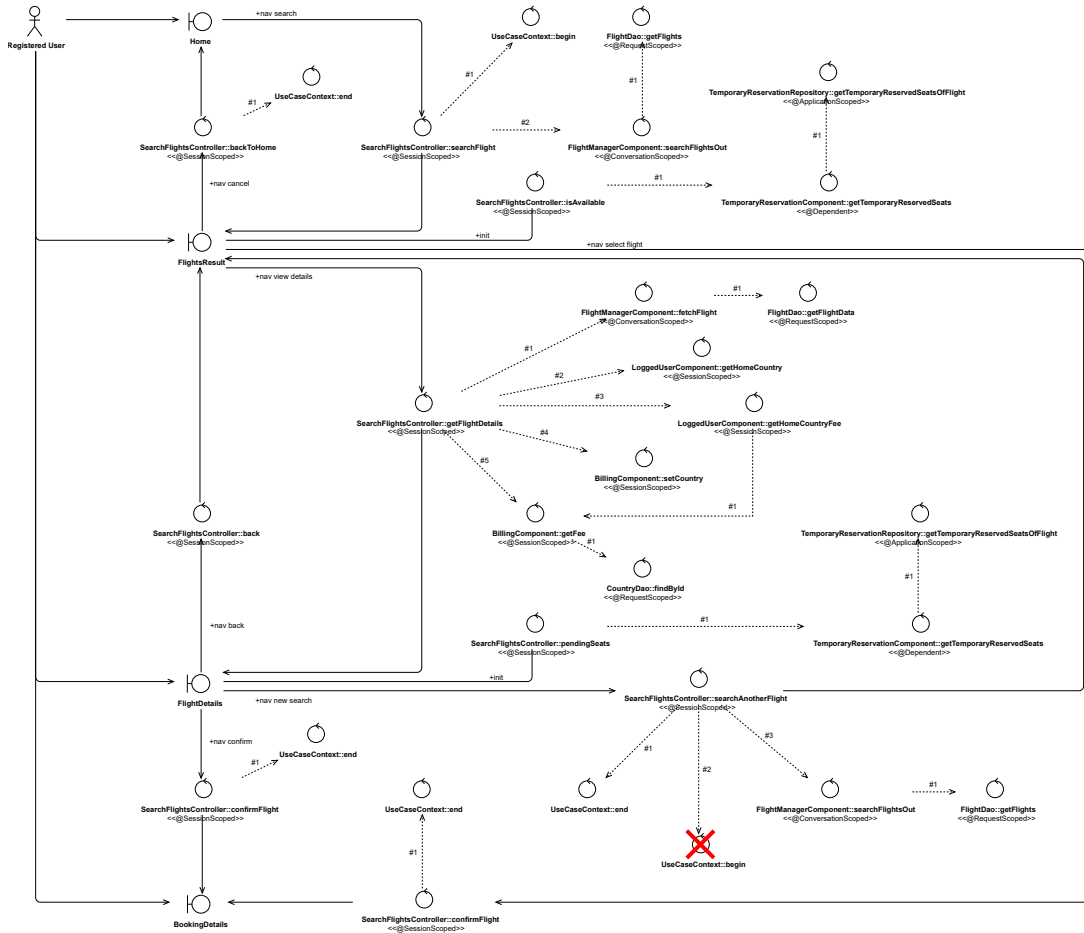 +nav search
Registered User
Home
UseCaseContext::begin
FlightDao::getFlights
<<@RequestScoped>>
#1
#1
#1
UseCaseContext::end
TemporaryReservationRepository::getTemporaryReservedSeatsOfFlight
<<@ApplicationScoped>>
#2
#1
SearchFlightsController::backToHome
<<@SessionScoped>>
SearchFlightsController::searchFlight
<<@SessionScoped>>
FlightManagerComponent::searchFlightsOut
<<@ConversationScoped>>
#1
+nav cancel
SearchFlightsController::isAvailable
<<@SessionScoped>>
#1
TemporaryReservationComponent::getTemporaryReservedSeats
<<@Dependent>>
+init
+nav select flight
FlightsResult
+nav view details
#1
FlightManagerComponent::fetchFlight
<<@ConversationScoped>>
FlightDao::getFlightData
<<@RequestScoped>>
#1
LoggedUserComponent::getHomeCountry
<<@SessionScoped>>
#2
#3
SearchFlightsController::getFlightDetails
<<@SessionScoped>>
LoggedUserComponent::getHomeCountryFee
<<@SessionScoped>>
#4
#5
BillingComponent::setCountry
<<@SessionScoped>>
#1
SearchFlightsController::back
<<@SessionScoped>>
BillingComponent::getFee
<<@SessionScoped>>
TemporaryReservationRepository::getTemporaryReservedSeatsOfFlight
<<@ApplicationScoped>>
#1
#1
CountryDao::findById
<<@RequestScoped>>
+nav back
#1
SearchFlightsController::pendingSeats
<<@SessionScoped>>
TemporaryReservationComponent::getTemporaryReservedSeats
<<@Dependent>>
+init
FlightDetails
+nav new search
SearchFlightsController::searchAnotherFlight
<<@SessionScoped>>
+nav confirm
#1
UseCaseContext::end
#1
#2
#3
#1
SearchFlightsController::confirmFlight
<<@SessionScoped>>
UseCaseContext::end
UseCaseContext::end
FlightManagerComponent::searchFlightsOut
<<@ConversationScoped>>
FlightDao::getFlights
<<@RequestScoped>>
#1
UseCaseContext::begin
BookingDetails
SearchFlightsController::confirmFlight
<<@SessionScoped>>